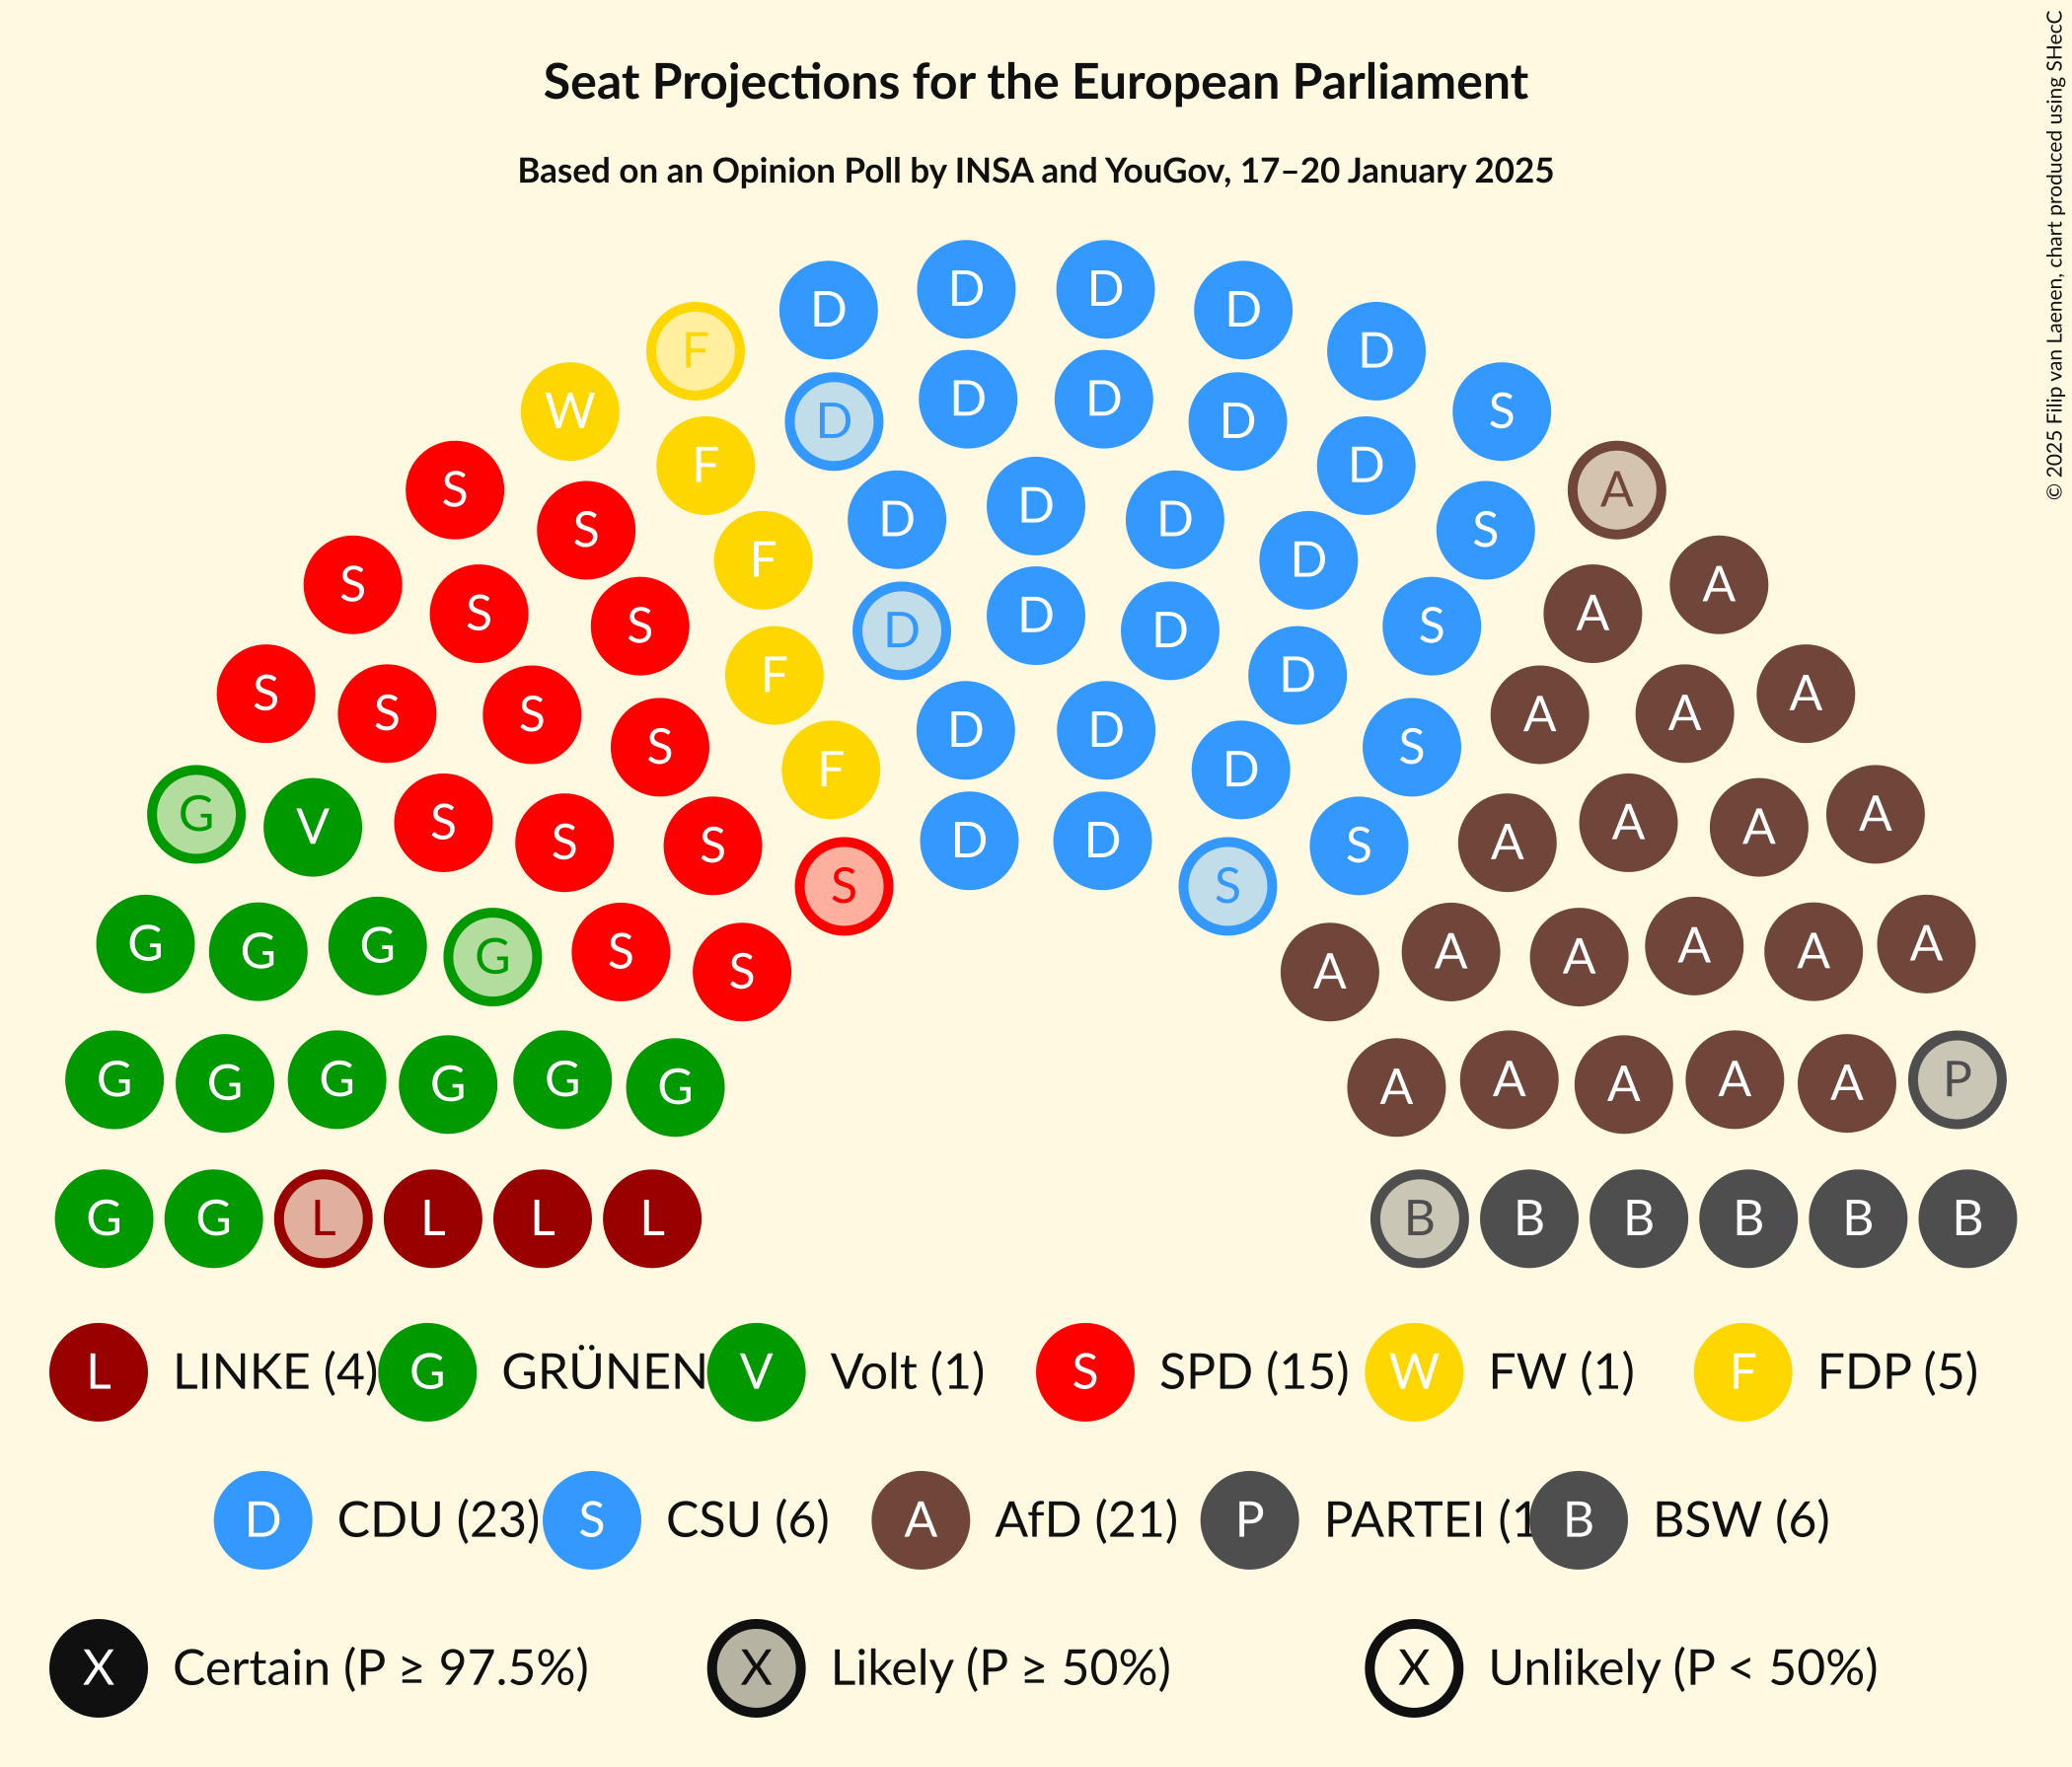 Seat Projections for the European Parliament
Based on an Opinion Poll by INSA and YouGov, 17–20 January 2025
© 2025 Filip van Laenen, chart produced using SHecC
D D D D
F D
W D D D D S
S F D A
S D D D S
S F D A
S S D D D S A
S F D A
S S S D D S A A
F D
G V S S S D D S A A A A
S S
G G G G S S A A A A A A
G G G G G G A A A A A P
G G L L L L B B B B B B
L LINKE (4) G GRÜNEN V Volt (1) S SPD (15) W FW (1) F FDP (5)
D CDU (23) S CSU (6) A AfD (21) P PARTEI (1 B BSW (6)
X Certain (P ≥ 97.5%) X Likely (P ≥ 50%) X Unlikely (P < 50%)